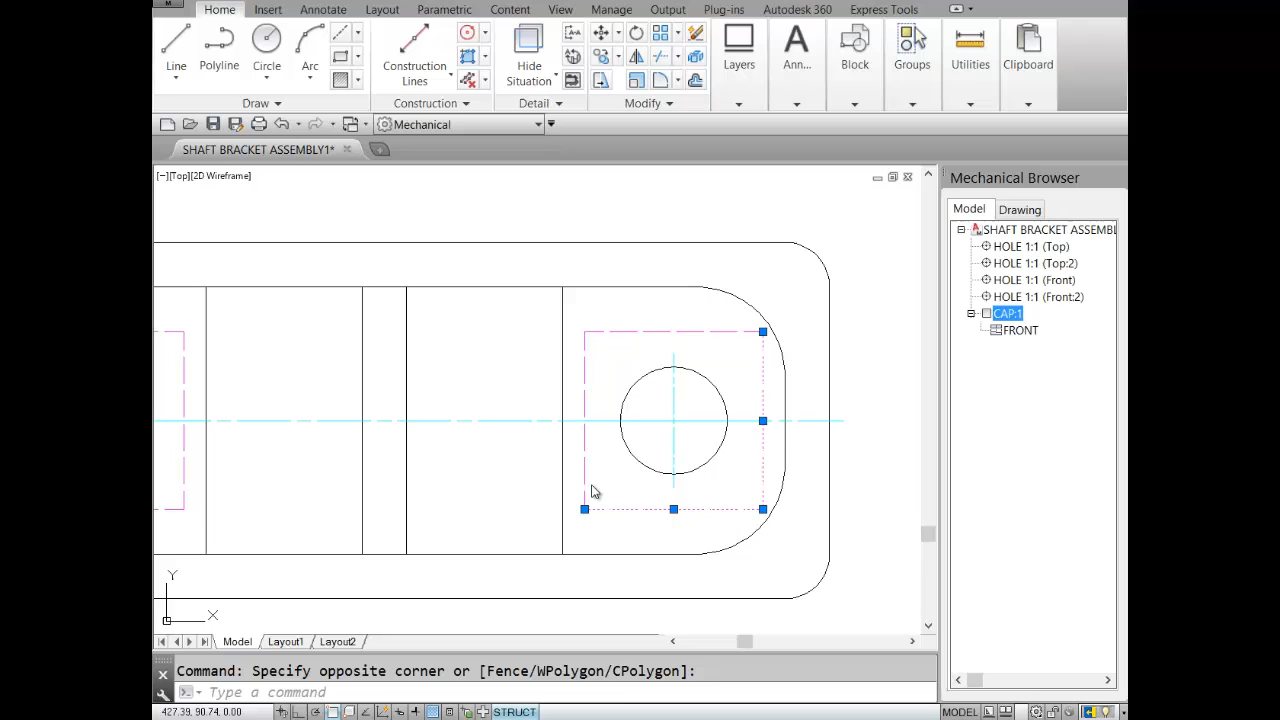 Home Insert Annotate Layout Parametric Content View Manage Output Plug-ins Autodesk 360 Express Tools
Line Polyline Circle Arc
Construction Lines
Hide Situation
Layers Ann... Block Groups Utilities Clipboard
Draw Construction Detail Modify
Mechanical
SHAFT BRACKET ASSEMBLY1*
[−][Top][2D Wireframe]
Mechanical Browser
Model Drawing
SHAFT BRACKET ASSEMBL
HOLE 1:1 (Top)
HOLE 1:1 (Top:2)
HOLE 1:1 (Front)
HOLE 1:1 (Front:2)
CAP:1
FRONT
Y
X
Model Layout1 Layout2
Command: Specify opposite corner or [Fence/WPolygon/CPolygon]:
Type a command
427.39, 90.74, 0.00 STRUCT MODEL